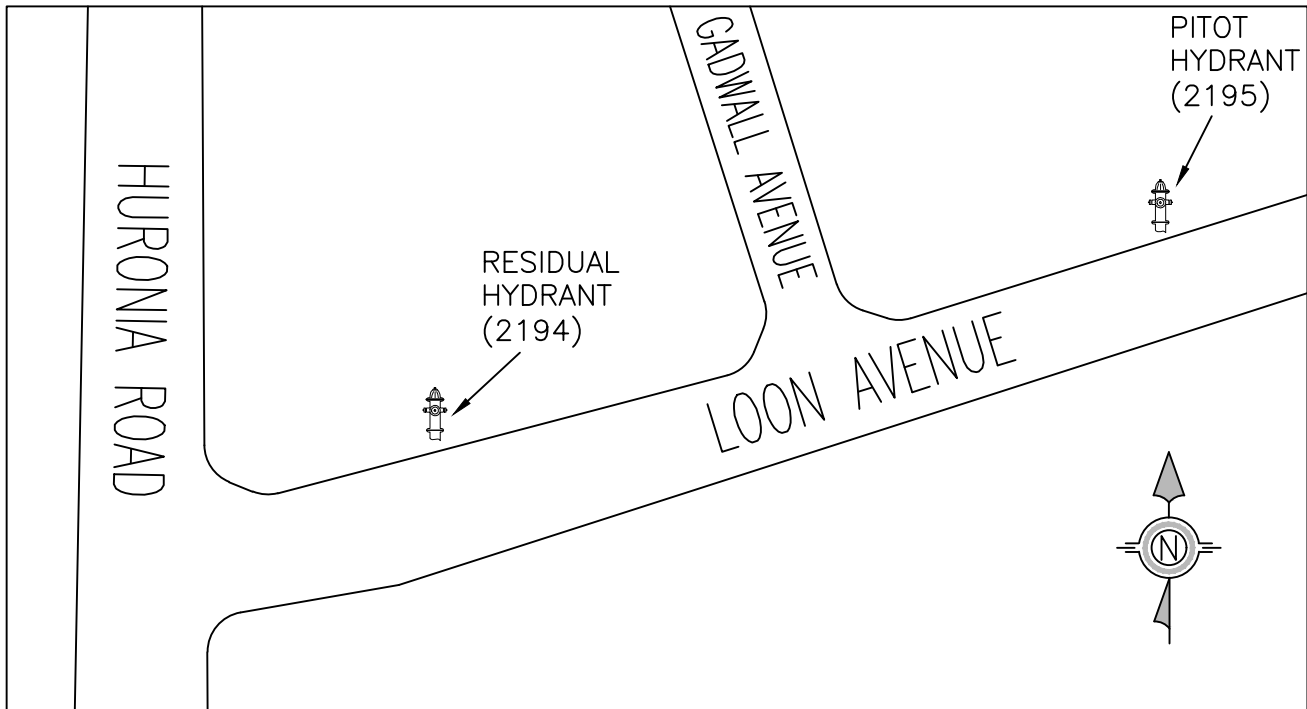 GADWALL AVENUE
PITOT
HYDRANT
(2195)
HURONIA ROAD
RESIDUAL
HYDRANT
(2194)
LOON AVENUE
N